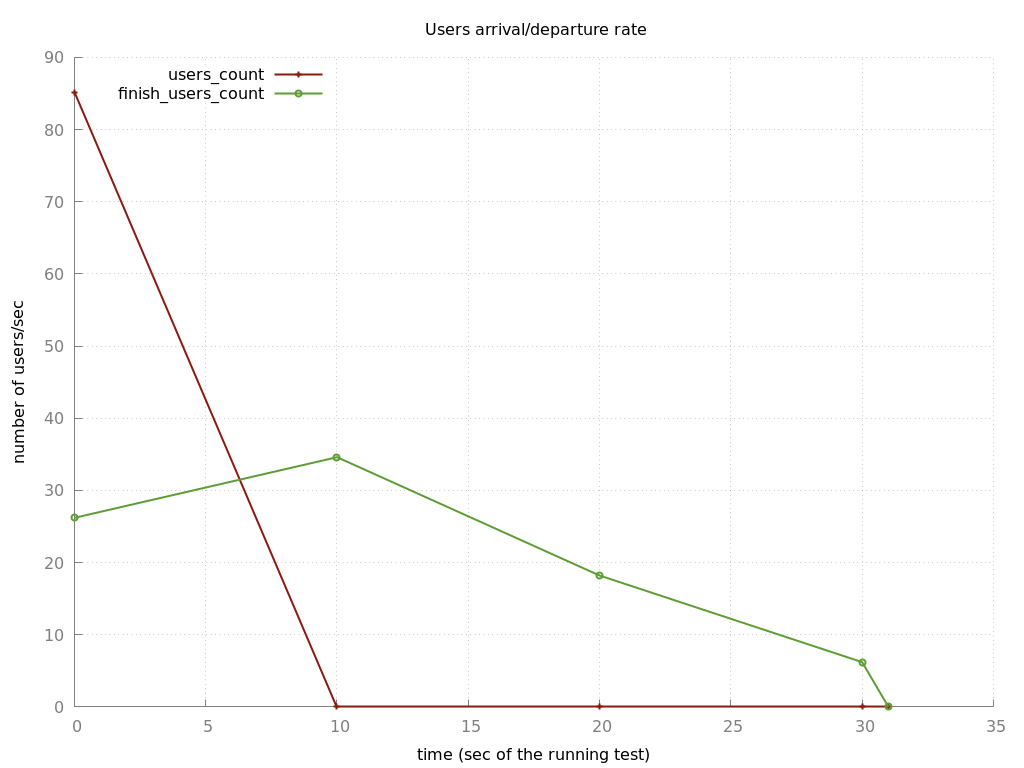 Users arrival/departure rate
users_count
finish_users_count
number of users/sec
90
80
70
60
50
40
30
20
10
0
0 5 10 15 20 25 30 35
time (sec of the running test)